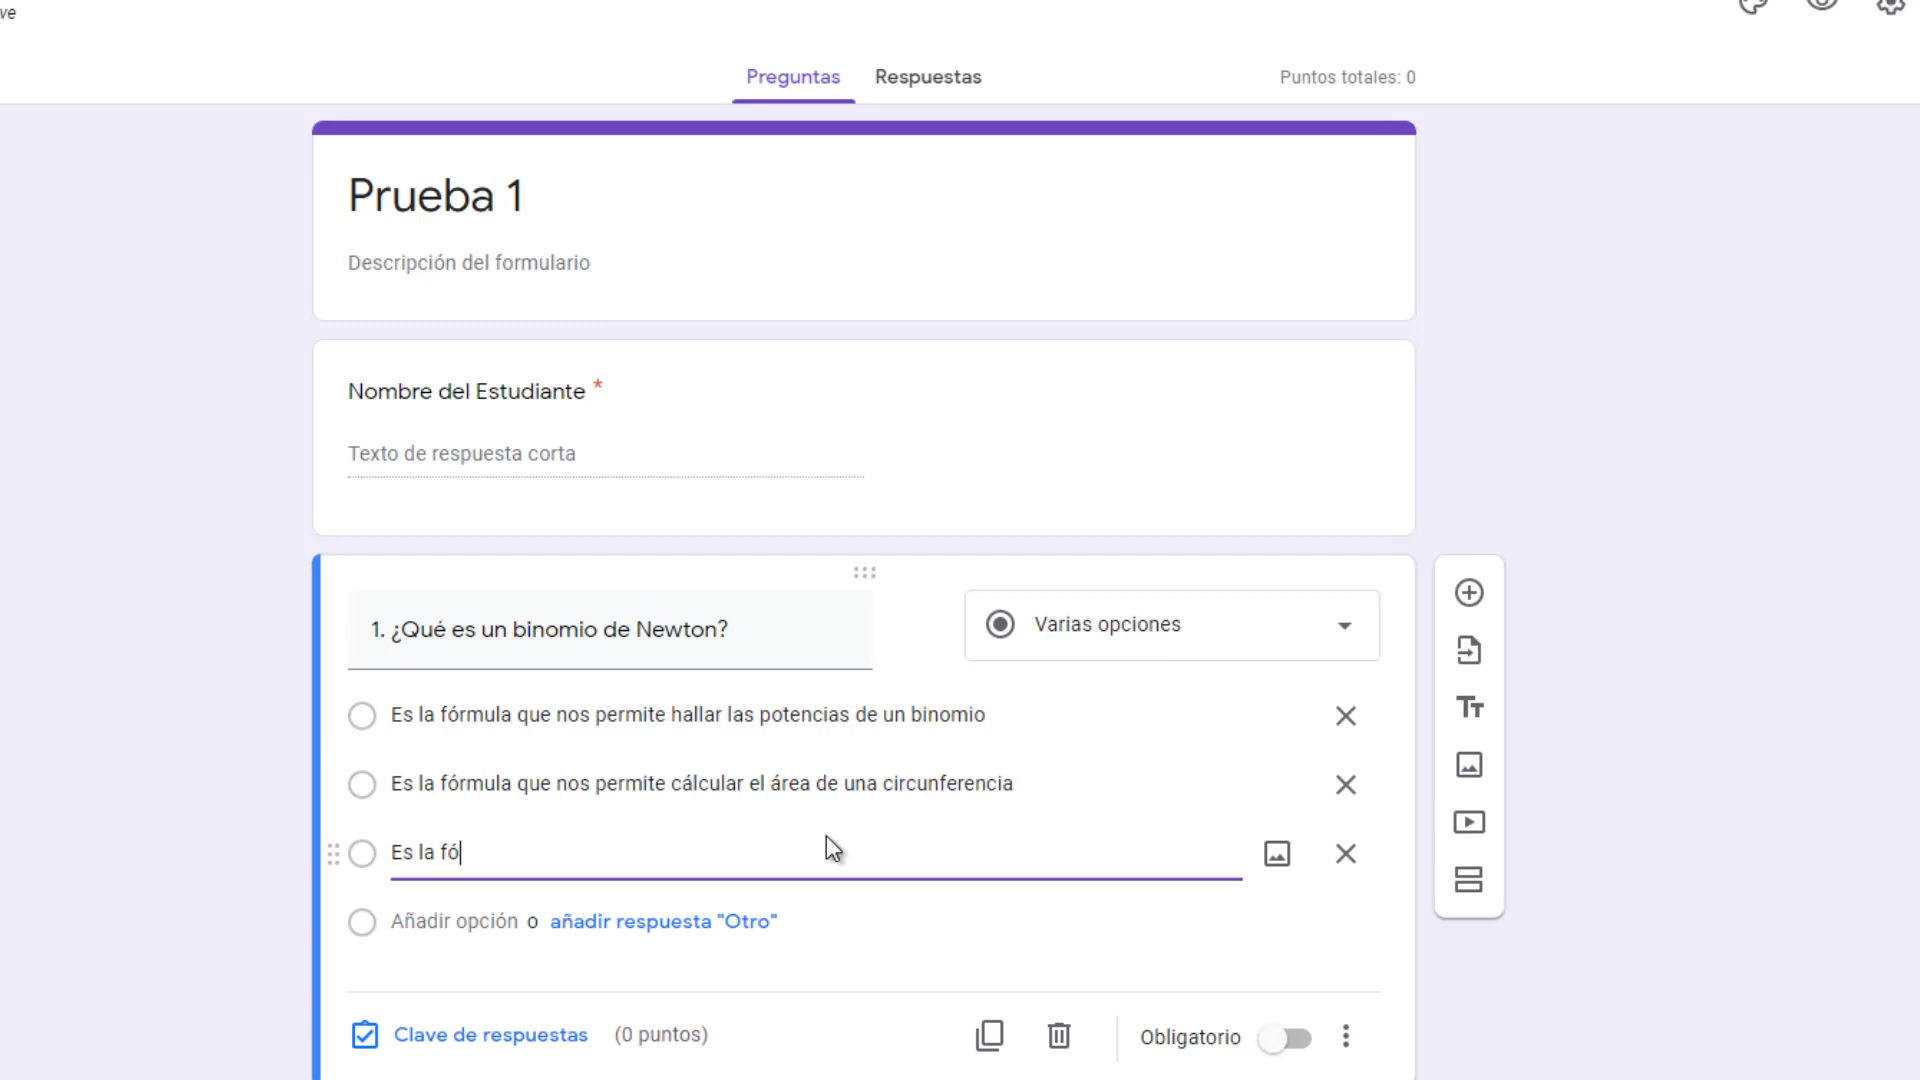 ve
Preguntas Respuestas Puntos totales: 0
Prueba 1
Descripción del formulario
Nombre del Estudiante *
Texto de respuesta corta
1. ¿Qué es un binomio de Newton?
Varias opciones
Es la fórmula que nos permite hallar las potencias de un binomio
Es la fórmula que nos permite cálcular el área de una circunferencia
Es la fó
Añadir opción o añadir respuesta "Otro"
Clave de respuestas (0 puntos) Obligatorio